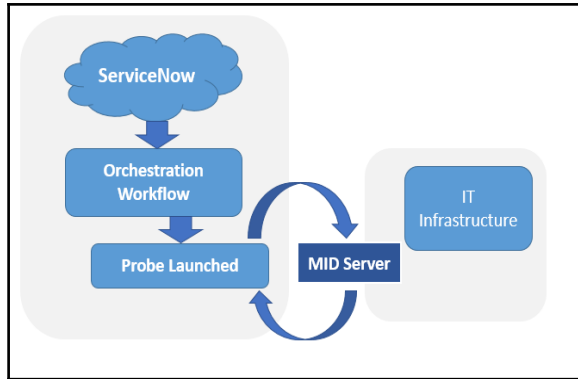 ServiceNow
Orchestration
Workflow
Probe Launched
MID Server
IT
Infrastructure